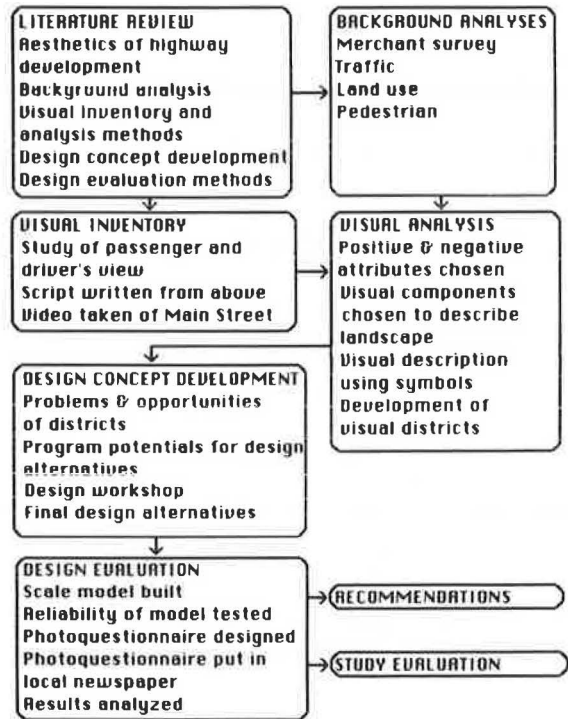 LITERATURE REVIEW
Aesthetics of highway
development
Background analysis
Visual Inventory and
analysis methods
Design concept development
Design evaluation methods
BACKGROUND ANALYSES
Merchant survey
Traffic
Land use
Pedestrian
VISUAL INVENTORY
Study of passenger and
driver's view
Script written from above
Video taken of Main Street
VISUAL ANALYSIS
Positive & negative
attributes chosen
Visual components
chosen to describe
landscape
Visual description
using symbols
Development of
visual districts
DESIGN CONCEPT DEVELOPMENT
Problems & opportunities
of districts
Program potentials for design
alternatives
Design workshop
Final design alternatives
DESIGN EVALUATION
Scale model built
Reliability of model tested
Photoquestionnaire designed
Photoquestionnaire put in
local newspaper
Results analyzed
RECOMMENDATIONS
STUDY EVALUATION